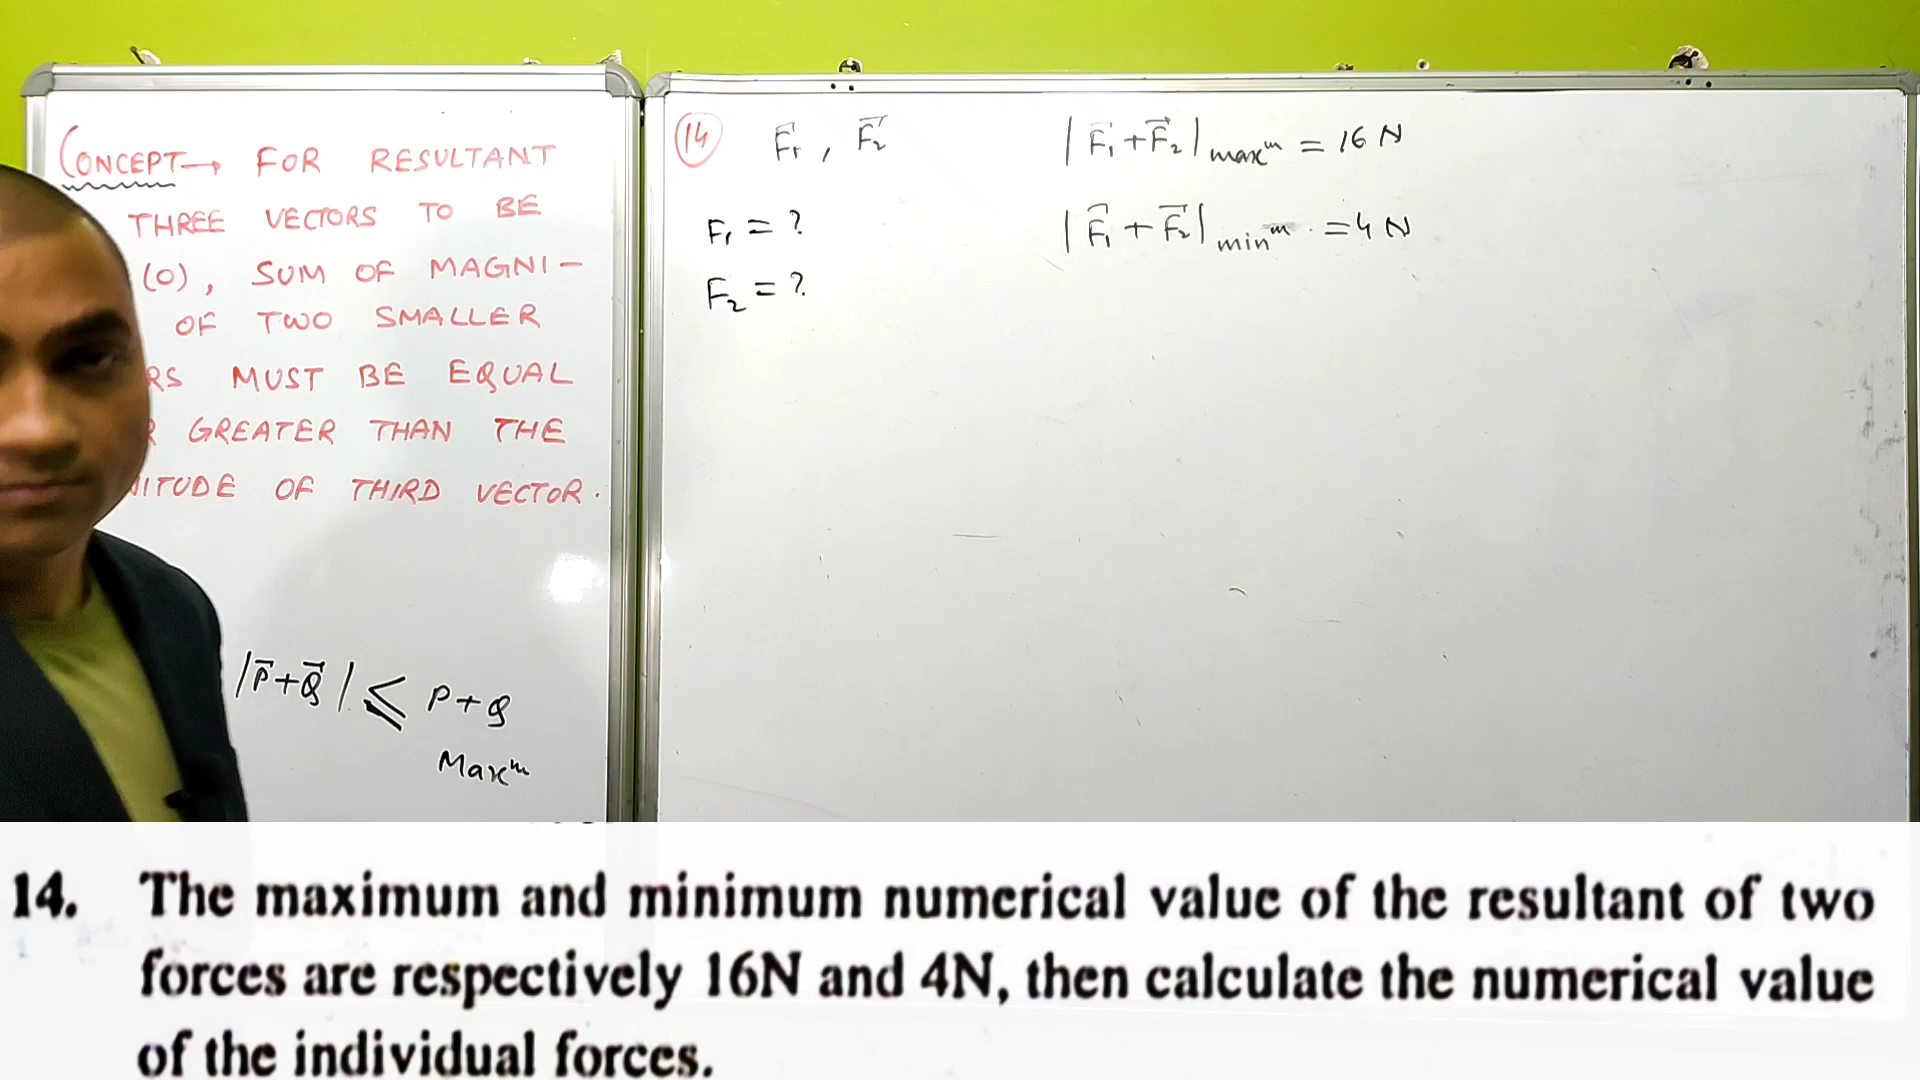 CONCEPT → FOR RESULTANT
THREE VECTORS TO BE
(0), SUM OF MAGNI-
OF TWO SMALLER
RS MUST BE EQUAL
R GREATER THAN THE
NITUDE OF THIRD VECTOR.
|P⃗+Q⃗| ≤ P+Q
Maxᵐ
14 F⃗₁, F⃗₂ |F⃗₁+F⃗₂| maxᵐ = 16 N
F₁ = ? |F⃗₁+F⃗₂| minᵐ. = 4 N
F₂ = ?
14. The maximum and minimum numerical value of the resultant of two
forces are respectively 16N and 4N, then calculate the numerical value
of the individual forces.